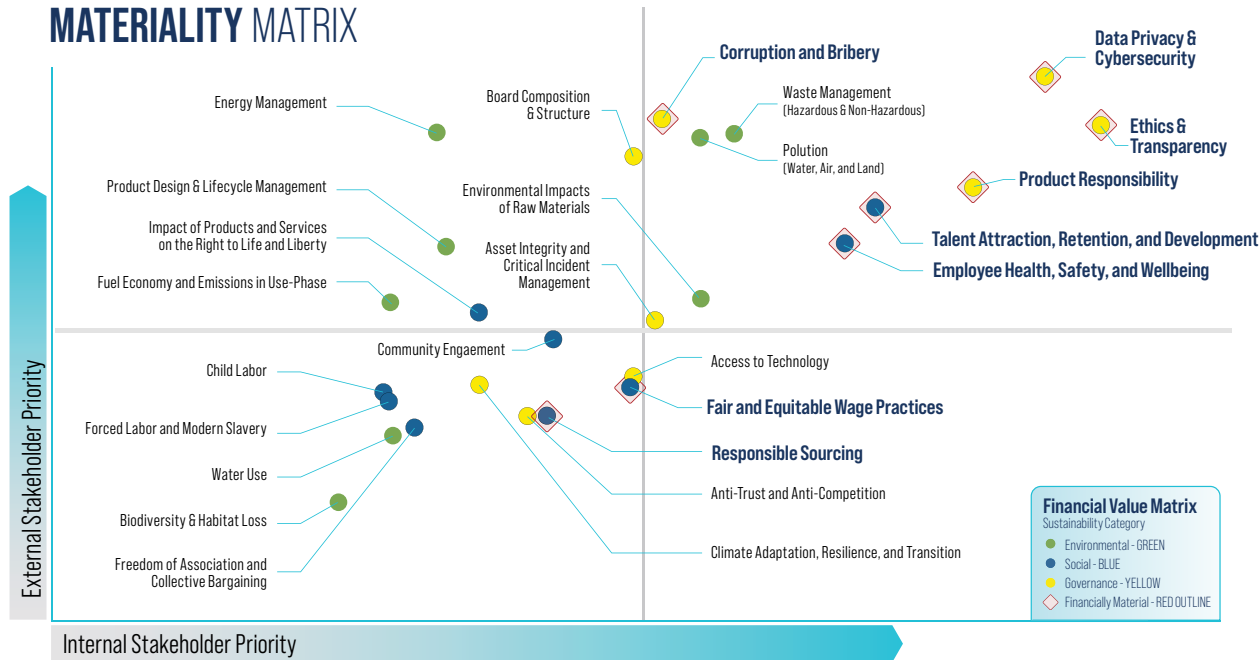 MATERIALITY MATRIX
Corruption and Bribery
Data Privacy &
Cybersecurity
Energy Management
Board Composition
& Structure
Waste Management
(Hazardous & Non-Hazardous)
Ethics &
Transparency
Polution
(Water, Air, and Land)
Product Design & Lifecycle Management
Environmental Impacts
of Raw Materials
Product Responsibility
Impact of Products and Services
on the Right to Life and Liberty
Asset Integrity and
Critical Incident
Management
Talent Attraction, Retention, and Development
Employee Health, Safety, and Wellbeing
Fuel Economy and Emissions in Use-Phase
Community Engaement
Access to Technology
Child Labor
Fair and Equitable Wage Practices
Forced Labor and Modern Slavery
Responsible Sourcing
Water Use
Anti-Trust and Anti-Competition
Biodiversity & Habitat Loss
Climate Adaptation, Resilience, and Transition
Freedom of Association and
Collective Bargaining
Financial Value Matrix
Sustainability Category
Environmental - GREEN
Social - BLUE
Governance - YELLOW
Financially Material - RED OUTLINE
External Stakeholder Priority
Internal Stakeholder Priority